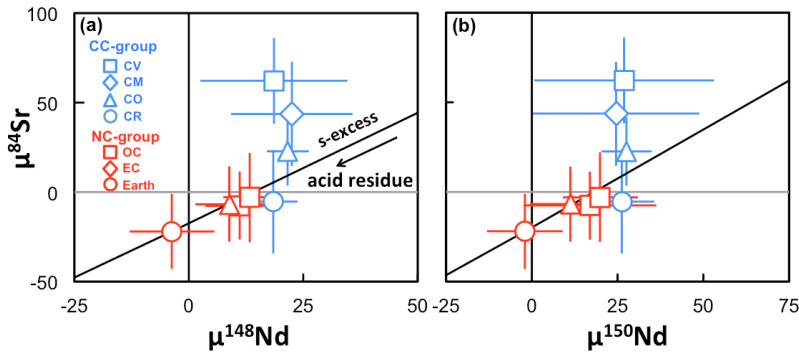 100
(a)
(b)
CC-group
CV
CM
CO
CR
NC-group
OC
EC
Earth
50
s-excess
acid residue
0
-50
μ⁸⁴Sr
-25 0 25 50
-25 0 25 50 75
μ¹⁴⁸Nd
μ¹⁵⁰Nd